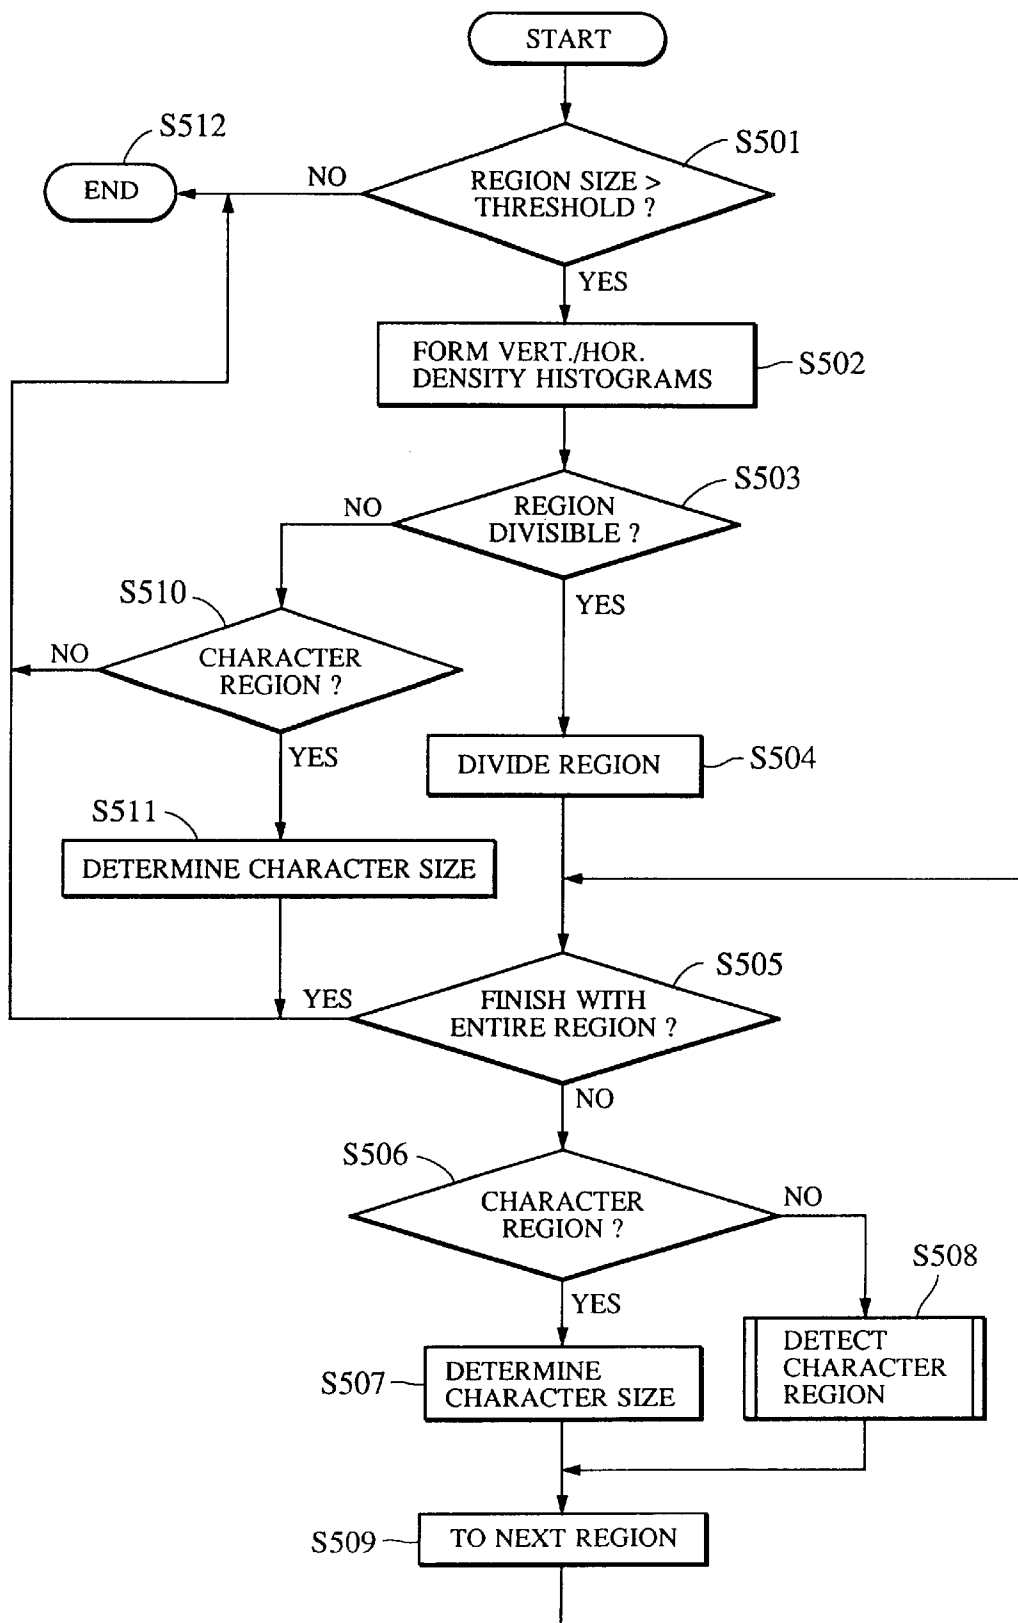 START
S512
S501
END
NO
REGION SIZE >
THRESHOLD ?
YES
FORM VERT./HOR.
DENSITY HISTOGRAMS
S502
S503
NO
REGION
DIVISIBLE ?
S510
YES
NO
CHARACTER
REGION ?
YES
DIVIDE REGION
S504
S511
DETERMINE CHARACTER SIZE
S505
YES
FINISH WITH
ENTIRE REGION ?
NO
S506
CHARACTER
REGION ?
NO
S508
YES
DETECT
CHARACTER
REGION
S507
DETERMINE
CHARACTER SIZE
S509
TO NEXT REGION